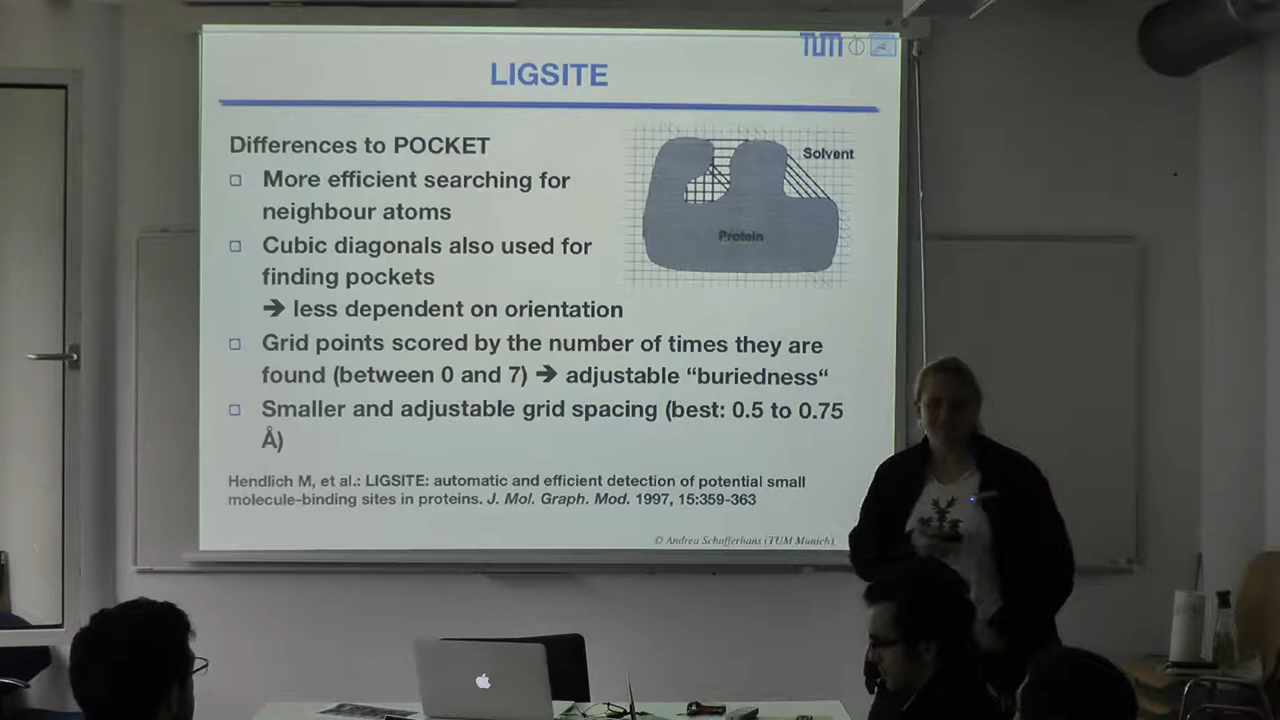 TUM
LIGSITE
Differences to POCKET
More efficient searching for
neighbour atoms
Cubic diagonals also used for
finding pockets
➔ less dependent on orientation
Grid points scored by the number of times they are
found (between 0 and 7) ➔ adjustable “buriedness“
Smaller and adjustable grid spacing (best: 0.5 to 0.75
Å)
Solvent
Protein
Hendlich M, et al.: LIGSITE: automatic and efficient detection of potential small
molecule-binding sites in proteins. J. Mol. Graph. Mod. 1997, 15:359-363
© Andrea Schafferhans (TUM Munich)